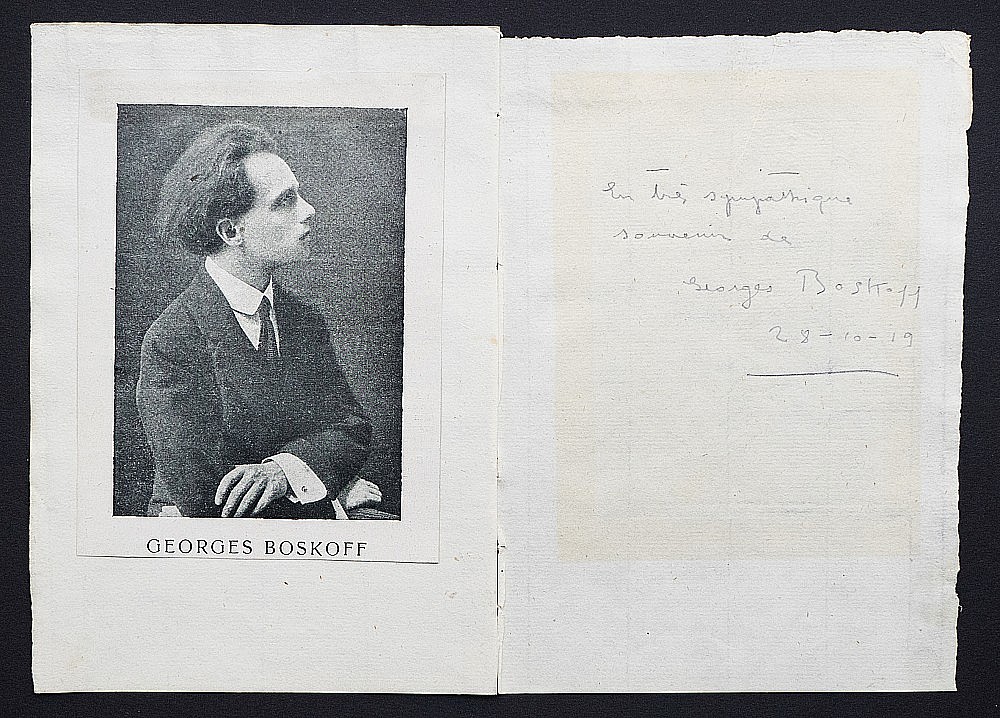 GEORGES BOSKOFF
En très sympathique
souvenir de
Georges Boskoff
28-10-19